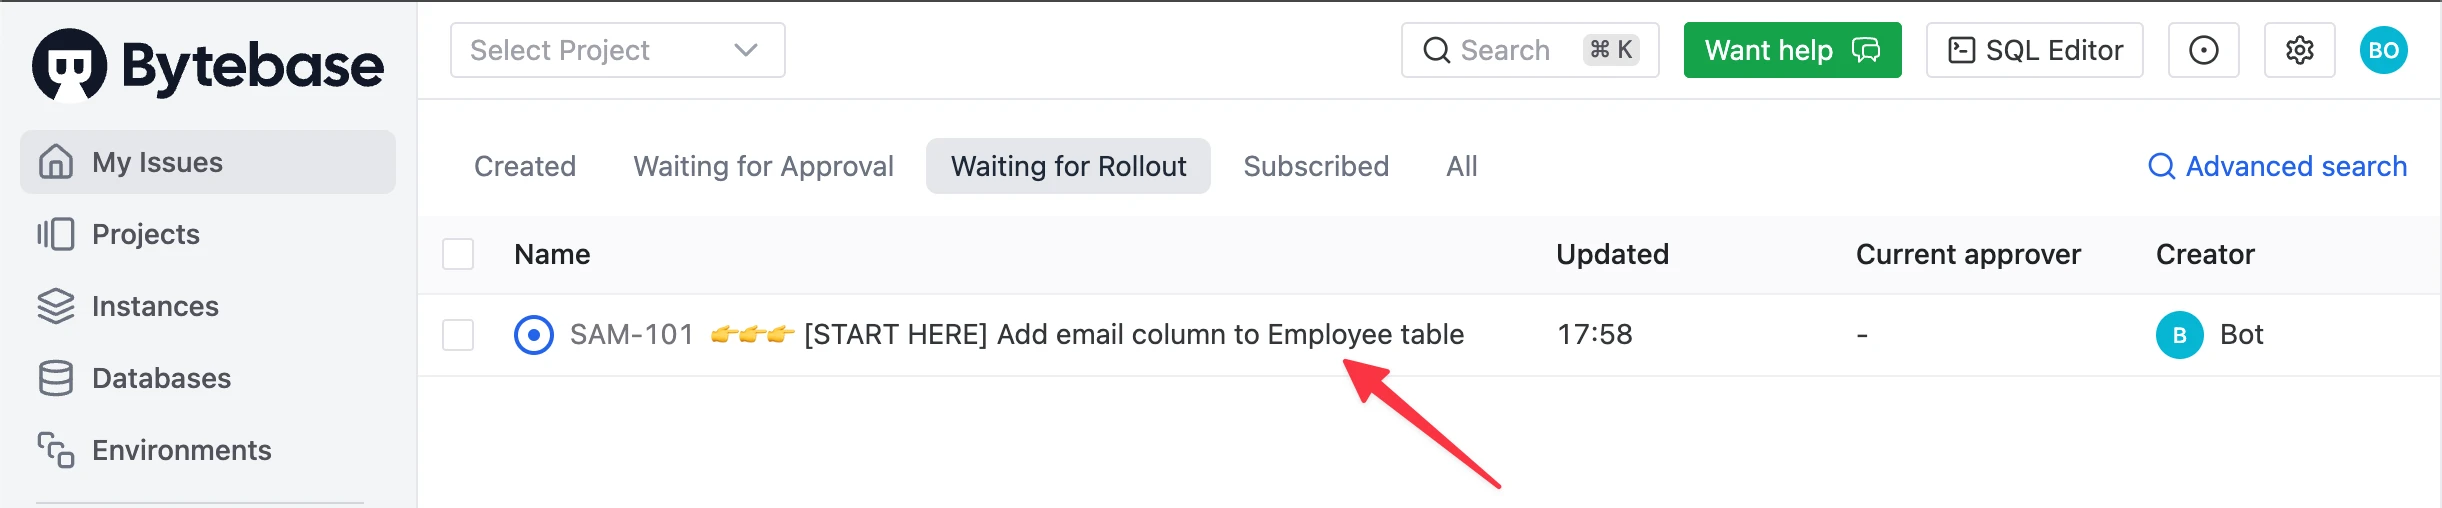 Bytebase
Select Project
Search ⌘ K
Want help
SQL Editor
BO
My Issues
Projects
Instances
Databases
Environments
Created Waiting for Approval Waiting for Rollout Subscribed All Advanced search
Name Updated Current approver Creator
SAM-101 👉👉👉 [START HERE] Add email column to Employee table 17:58 - B Bot